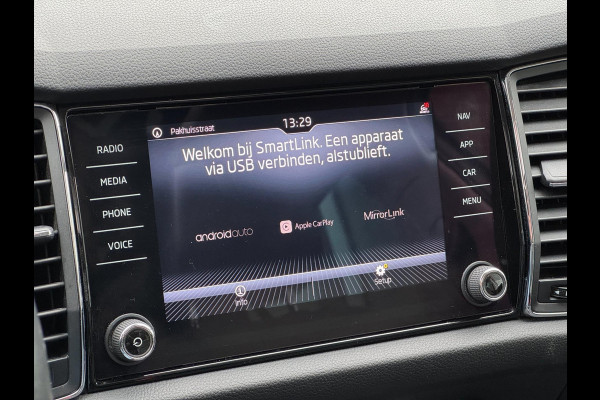 Pakhuisstraat
13:29
Welkom bij SmartLink. Een apparaat
via USB verbinden, alstublieft.
androidauto
Apple CarPlay
MirrorLink
Info
Setup
RADIO
MEDIA
PHONE
VOICE
NAV
APP
CAR
MENU